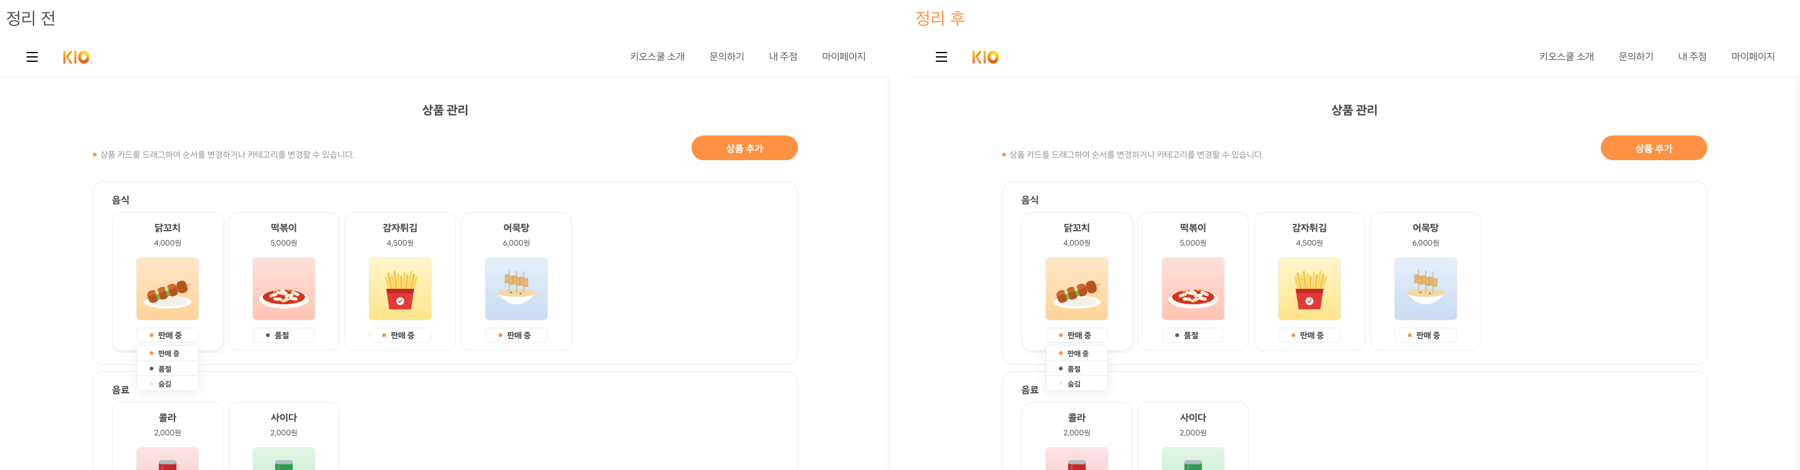 정리 전
KIO 키오스쿨 소개 문의하기 내 주점 마이페이지
상품 관리
상품 카드를 드래그하여 순서를 변경하거나 카테고리를 변경할 수 있습니다. 상품 추가
음식
닭꼬치 떡볶이 감자튀김 어묵탕
4,000원 5,000원 4,500원 6,000원
판매 중 품절 판매 중 판매 중
판매 중
품절
숨김
음료
콜라 사이다
2,000원 2,000원
정리 후
KIO 키오스쿨 소개 문의하기 내 주점 마이페이지
상품 관리
상품 카드를 드래그하여 순서를 변경하거나 카테고리를 변경할 수 있습니다. 상품 추가
음식
닭꼬치 떡볶이 감자튀김 어묵탕
4,000원 5,000원 4,500원 6,000원
판매 중 품절 판매 중 판매 중
판매 중
품절
숨김
음료
콜라 사이다
2,000원 2,000원